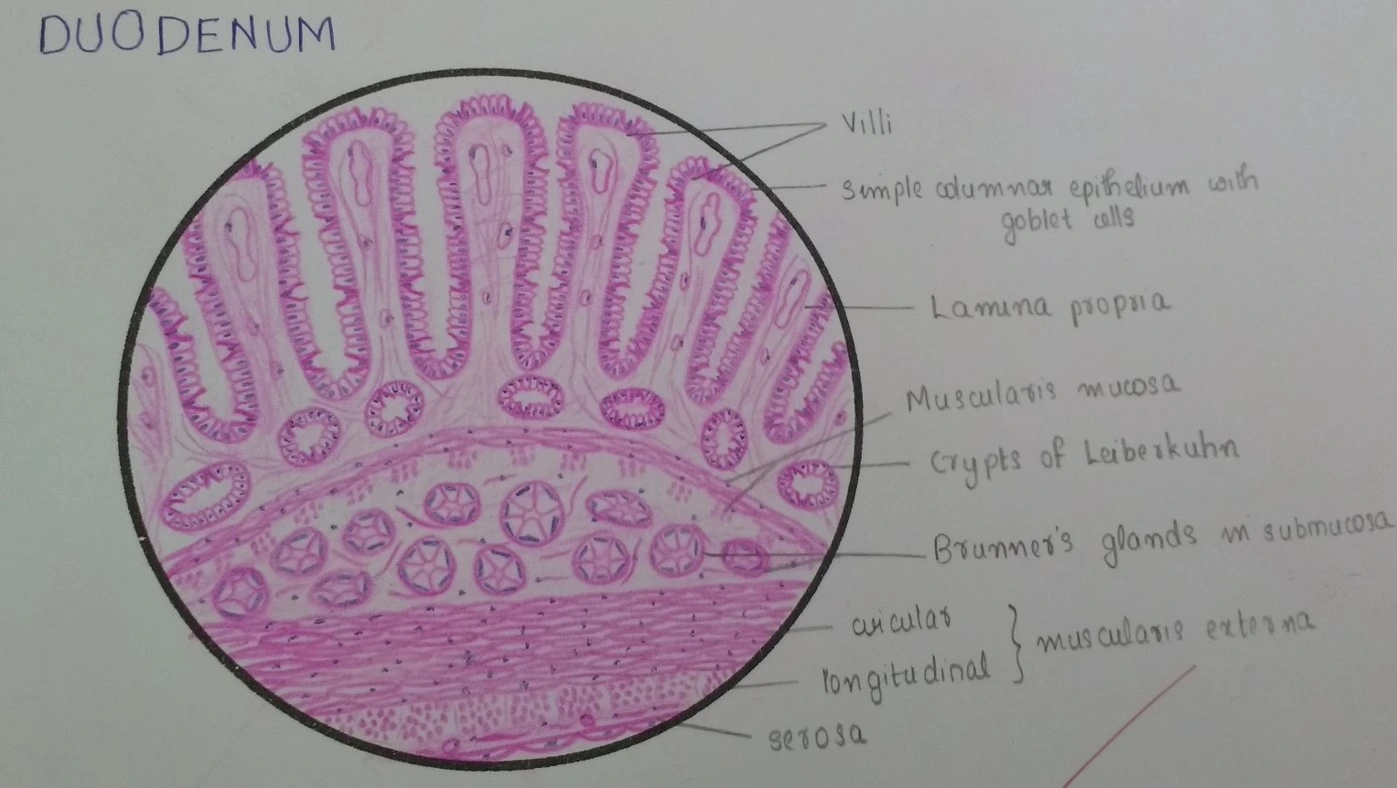 DUODENUM
Villi
simple columnar epithelium with
goblet cells
Lamina propria
Muscularis mucosa
Crypts of Leiberkuhn
Brunner's glands in submucosa
circular
longitudinal } muscularis externa
serosa